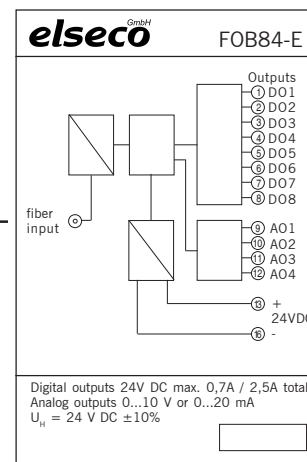 elseco GmbH
FOB84-E
Outputs
1 DO1
2 DO2
3 DO3
4 DO4
5 DO5
6 DO6
7 DO7
8 DO8
fiber
input
9 AO1
10 AO2
11 AO3
12 AO4
13 +
24VDC
16 -
Digital outputs 24V DC max. 0,7A / 2,5A total
Analog outputs 0...10 V or 0...20 mA
UH = 24 V DC ±10%